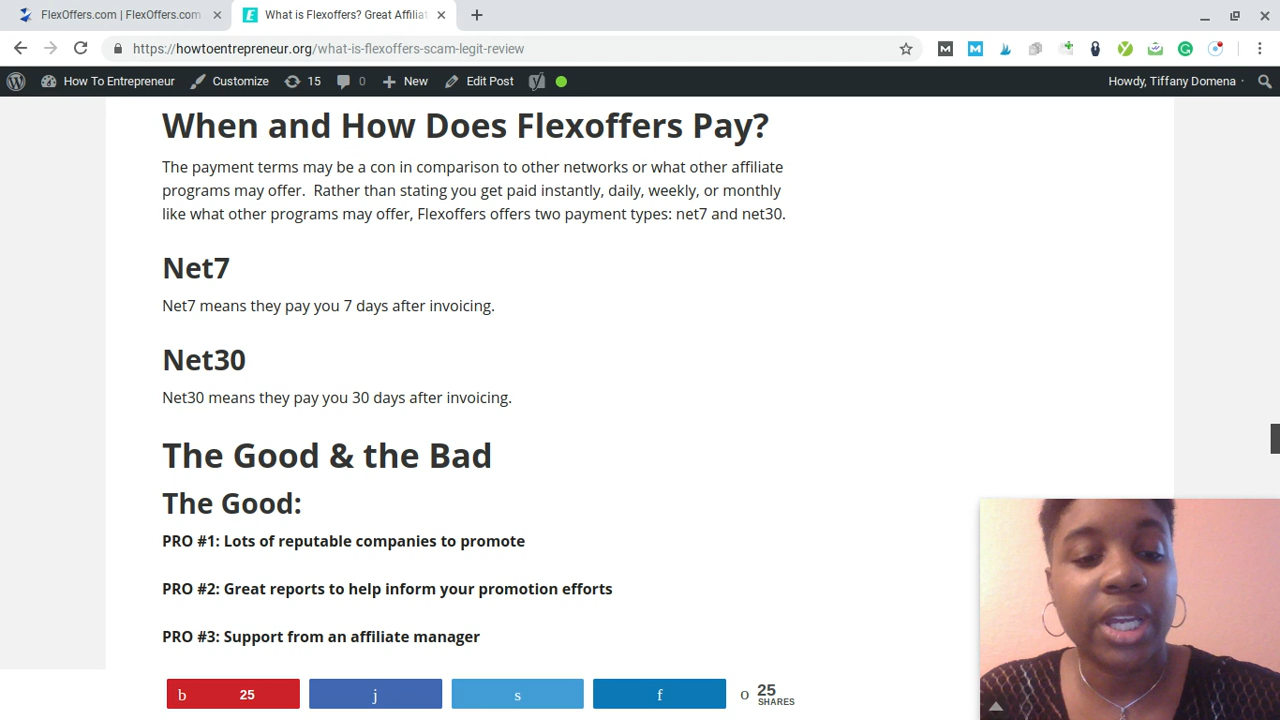 FlexOffers.com | FlexOffers.com
What is Flexoffers? Great Affilia
https://howtoentrepreneur.org/what-is-flexoffers-scam-legit-review
How To Entrepreneur
Customize
15
0
New
Edit Post
Howdy, Tiffany Domena
When and How Does Flexoffers Pay?
The payment terms may be a con in comparison to other networks or what other affiliate
programs may offer.  Rather than stating you get paid instantly, daily, weekly, or monthly
like what other programs may offer, Flexoffers offers two payment types: net7 and net30.
Net7
Net7 means they pay you 7 days after invoicing.
Net30
Net30 means they pay you 30 days after invoicing.
The Good & the Bad
The Good:
PRO #1: Lots of reputable companies to promote
PRO #2: Great reports to help inform your promotion efforts
PRO #3: Support from an affiliate manager
b 25
j
s
f
o 25
SHARES